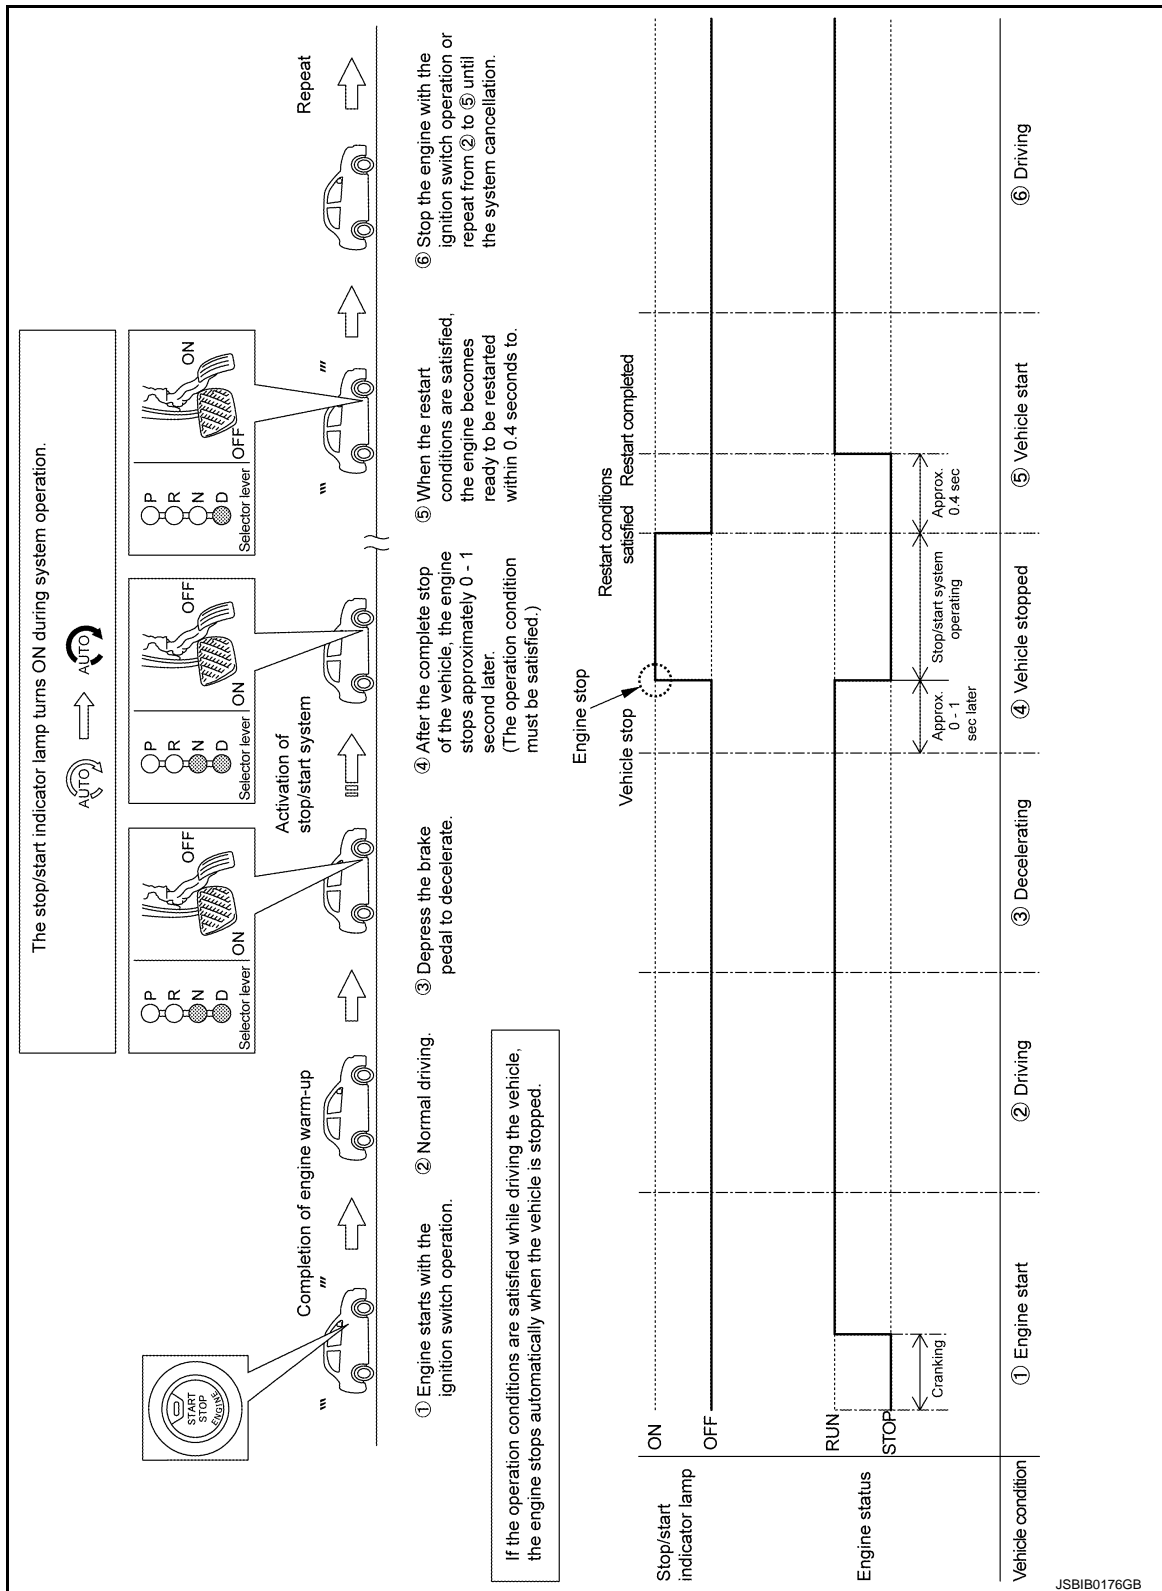 The stop/start indicator lamp turns ON during system operation.
AUTO
AUTO
START
STOP
ENGINE
Selector lever
P
R
N
D
ON
OFF
Selector lever
P
R
N
D
ON
OFF
Selector lever
P
R
N
D
OFF
ON
Completion of engine warm-up
Activation of
stop/start system
Repeat
① Engine starts with the
ignition switch operation.
② Normal driving.
③ Depress the brake
pedal to decelerate.
④ After the complete stop
of the vehicle, the engine
stops approximately 0 - 1
second later.
(The operation condition
must be satisfied.)
⑤ When the restart
conditions are satisfied,
the engine becomes
ready to be restarted
within 0.4 seconds to.
⑥ Stop the engine with the
ignition switch operation or
repeat from ② to ⑤ until
the system cancellation.
If the operation conditions are satisfied while driving the vehicle,
the engine stops automatically when the vehicle is stopped.
Engine stop
Vehicle stop
Restart conditions
satisfied
Restart completed
Stop/start
indicator lamp
ON
OFF
Engine status
RUN
STOP
Cranking
Approx.
0 - 1
sec later
Stop/start system
operating
Approx.
0.4 sec
Vehicle condition
① Engine start
② Driving
③ Decelerating
④ Vehicle stopped
⑤ Vehicle start
⑥ Driving
JSBIB0176GB